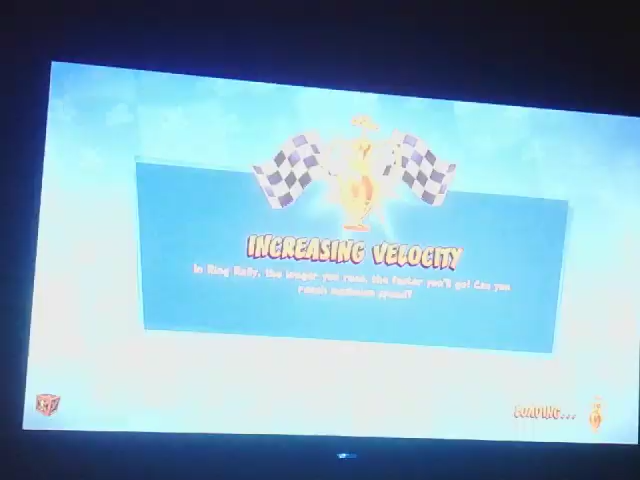 INCREASING VELOCITY
In Ring Rally, the longer you race, the faster you'll go! Can you
reach maximum speed?
LOADING...